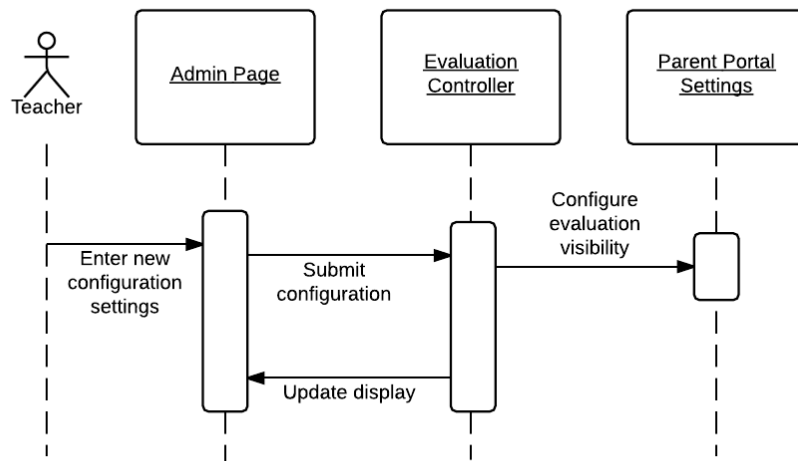 Teacher
Admin Page
Evaluation
Controller
Parent Portal
Settings
Enter new
configuration
settings
Submit
configuration
Configure
evaluation
visibility
Update display